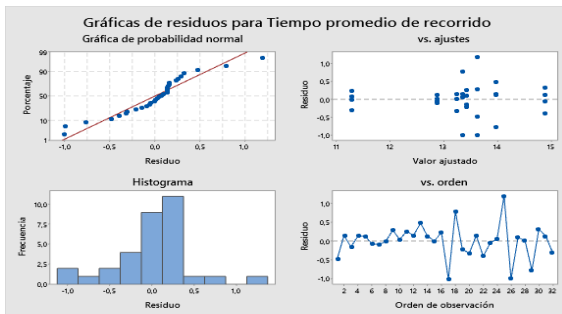 Gráficas de residuos para Tiempo promedio de recorrido
Gráfica de probabilidad normal
99
90
50
10
1
Porcentaje
-1,0 -0,5 0,0 0,5 1,0
Residuo
vs. ajustes
1,0
0,5
0,0
-0,5
-1,0
Residuo
11 12 13 14 15
Valor ajustado
Histograma
10,0
7,5
5,0
2,5
0,0
Frecuencia
-1,0 -0,5 0,0 0,5 1,0
Residuo
vs. orden
1,0
0,5
0,0
-0,5
-1,0
Residuo
2 4 6 8 10 12 14 16 18 20 22 24 26 28 30 32
Orden de observación